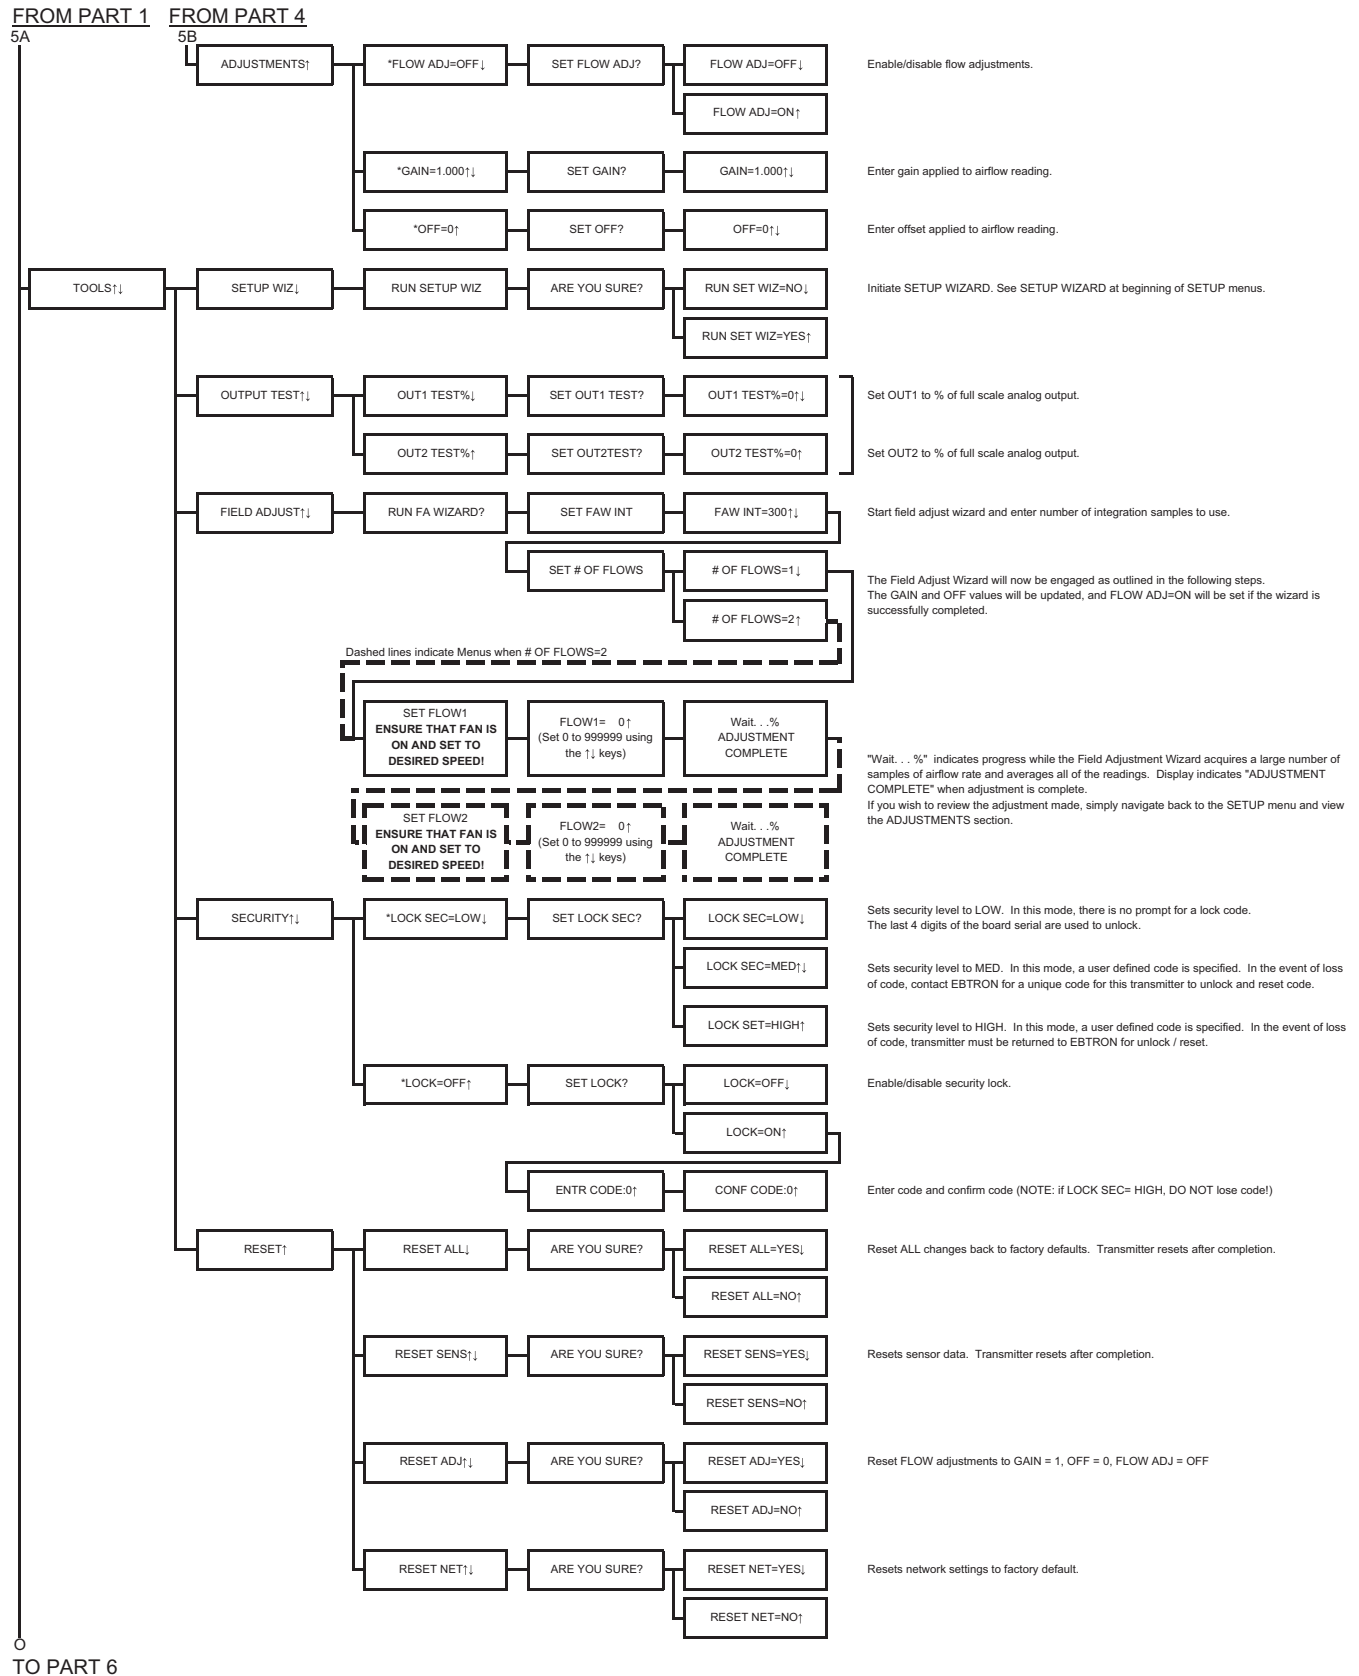 FROM PART 1 FROM PART 4
5A 5B
ADJUSTMENTS↑ *FLOW ADJ=OFF↓ SET FLOW ADJ? FLOW ADJ=OFF↓ Enable/disable flow adjustments.
FLOW ADJ=ON↑
*GAIN=1.000↑↓ SET GAIN? GAIN=1.000↑↓ Enter gain applied to airflow reading.
*OFF=0↑ SET OFF? OFF=0↑↓ Enter offset applied to airflow reading.
TOOLS↑↓ SETUP WIZ↓ RUN SETUP WIZ ARE YOU SURE? RUN SET WIZ=NO↓ Initiate SETUP WIZARD. See SETUP WIZARD at beginning of SETUP menus.
RUN SET WIZ=YES↑
OUTPUT TEST↑↓ OUT1 TEST%↓ SET OUT1 TEST? OUT1 TEST%=0↑↓ Set OUT1 to % of full scale analog output.
OUT2 TEST%↑ SET OUT2TEST? OUT2 TEST%=0↑ Set OUT2 to % of full scale analog output.
FIELD ADJUST↑↓ RUN FA WIZARD? SET FAW INT FAW INT=300↑↓ Start field adjust wizard and enter number of integration samples to use.
SET # OF FLOWS # OF FLOWS=1↓
# OF FLOWS=2↑
The Field Adjust Wizard will now be engaged as outlined in the following steps.
The GAIN and OFF values will be updated, and FLOW ADJ=ON will be set if the wizard is
successfully completed.
Dashed lines indicate Menus when # OF FLOWS=2
SET FLOW1
ENSURE THAT FAN IS
ON AND SET TO
DESIRED SPEED!
FLOW1= 0↑
(Set 0 to 999999 using
the ↑↓ keys)
Wait. . .%
ADJUSTMENT
COMPLETE
"Wait. . . %" indicates progress while the Field Adjustment Wizard acquires a large number of
samples of airflow rate and averages all of the readings. Display indicates "ADJUSTMENT
COMPLETE" when adjustment is complete.
If you wish to review the adjustment made, simply navigate back to the SETUP menu and view
the ADJUSTMENTS section.
SET FLOW2
ENSURE THAT FAN IS
ON AND SET TO
DESIRED SPEED!
FLOW2= 0↑
(Set 0 to 999999 using
the ↑↓ keys)
Wait. . .%
ADJUSTMENT
COMPLETE
SECURITY↑↓ *LOCK SEC=LOW↓ SET LOCK SEC? LOCK SEC=LOW↓
Sets security level to LOW. In this mode, there is no prompt for a lock code.
The last 4 digits of the board serial are used to unlock.
LOCK SEC=MED↑↓
Sets security level to MED. In this mode, a user defined code is specified. In the event of loss
of code, contact EBTRON for a unique code for this transmitter to unlock and reset code.
LOCK SET=HIGH↑
Sets security level to HIGH. In this mode, a user defined code is specified. In the event of loss
of code, transmitter must be returned to EBTRON for unlock / reset.
*LOCK=OFF↑ SET LOCK? LOCK=OFF↓ Enable/disable security lock.
LOCK=ON↑
ENTR CODE:0↑ CONF CODE:0↑ Enter code and confirm code (NOTE: if LOCK SEC= HIGH, DO NOT lose code!)
RESET↑ RESET ALL↓ ARE YOU SURE? RESET ALL=YES↓ Reset ALL changes back to factory defaults. Transmitter resets after completion.
RESET ALL=NO↑
RESET SENS↑↓ ARE YOU SURE? RESET SENS=YES↓ Resets sensor data. Transmitter resets after completion.
RESET SENS=NO↑
RESET ADJ↑↓ ARE YOU SURE? RESET ADJ=YES↓ Reset FLOW adjustments to GAIN = 1, OFF = 0, FLOW ADJ = OFF
RESET ADJ=NO↑
RESET NET↑↓ ARE YOU SURE? RESET NET=YES↓ Resets network settings to factory default.
RESET NET=NO↑
O
TO PART 6